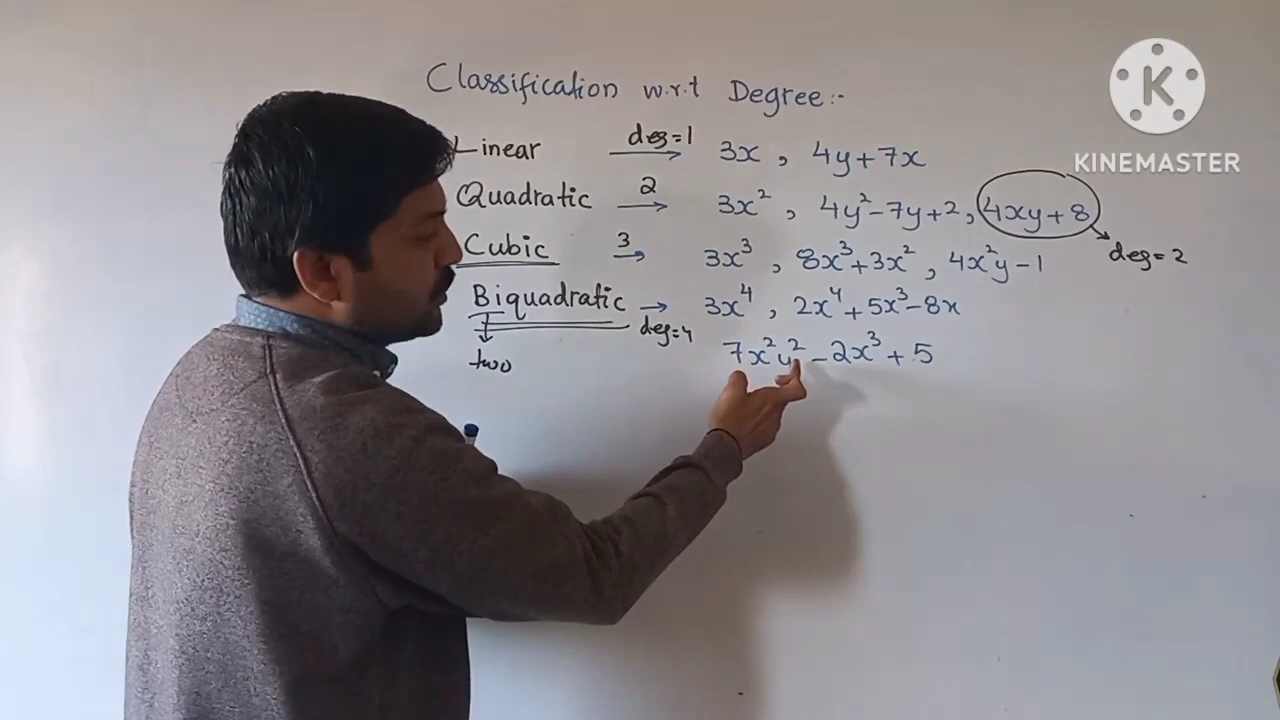 Classification w.r.t Degree:-
Linear deg=1 → 3x , 4y+7x
Quadratic 2 → 3x², 4y²-7y+2, 4xy+8
deg=2
Cubic 3 → 3x³, 8x³+3x², 4x²y-1
Biquadratic → deg=4 3x⁴, 2x⁴+5x³-8x
two
7x²y²-2x³+5
K
KINEMASTER